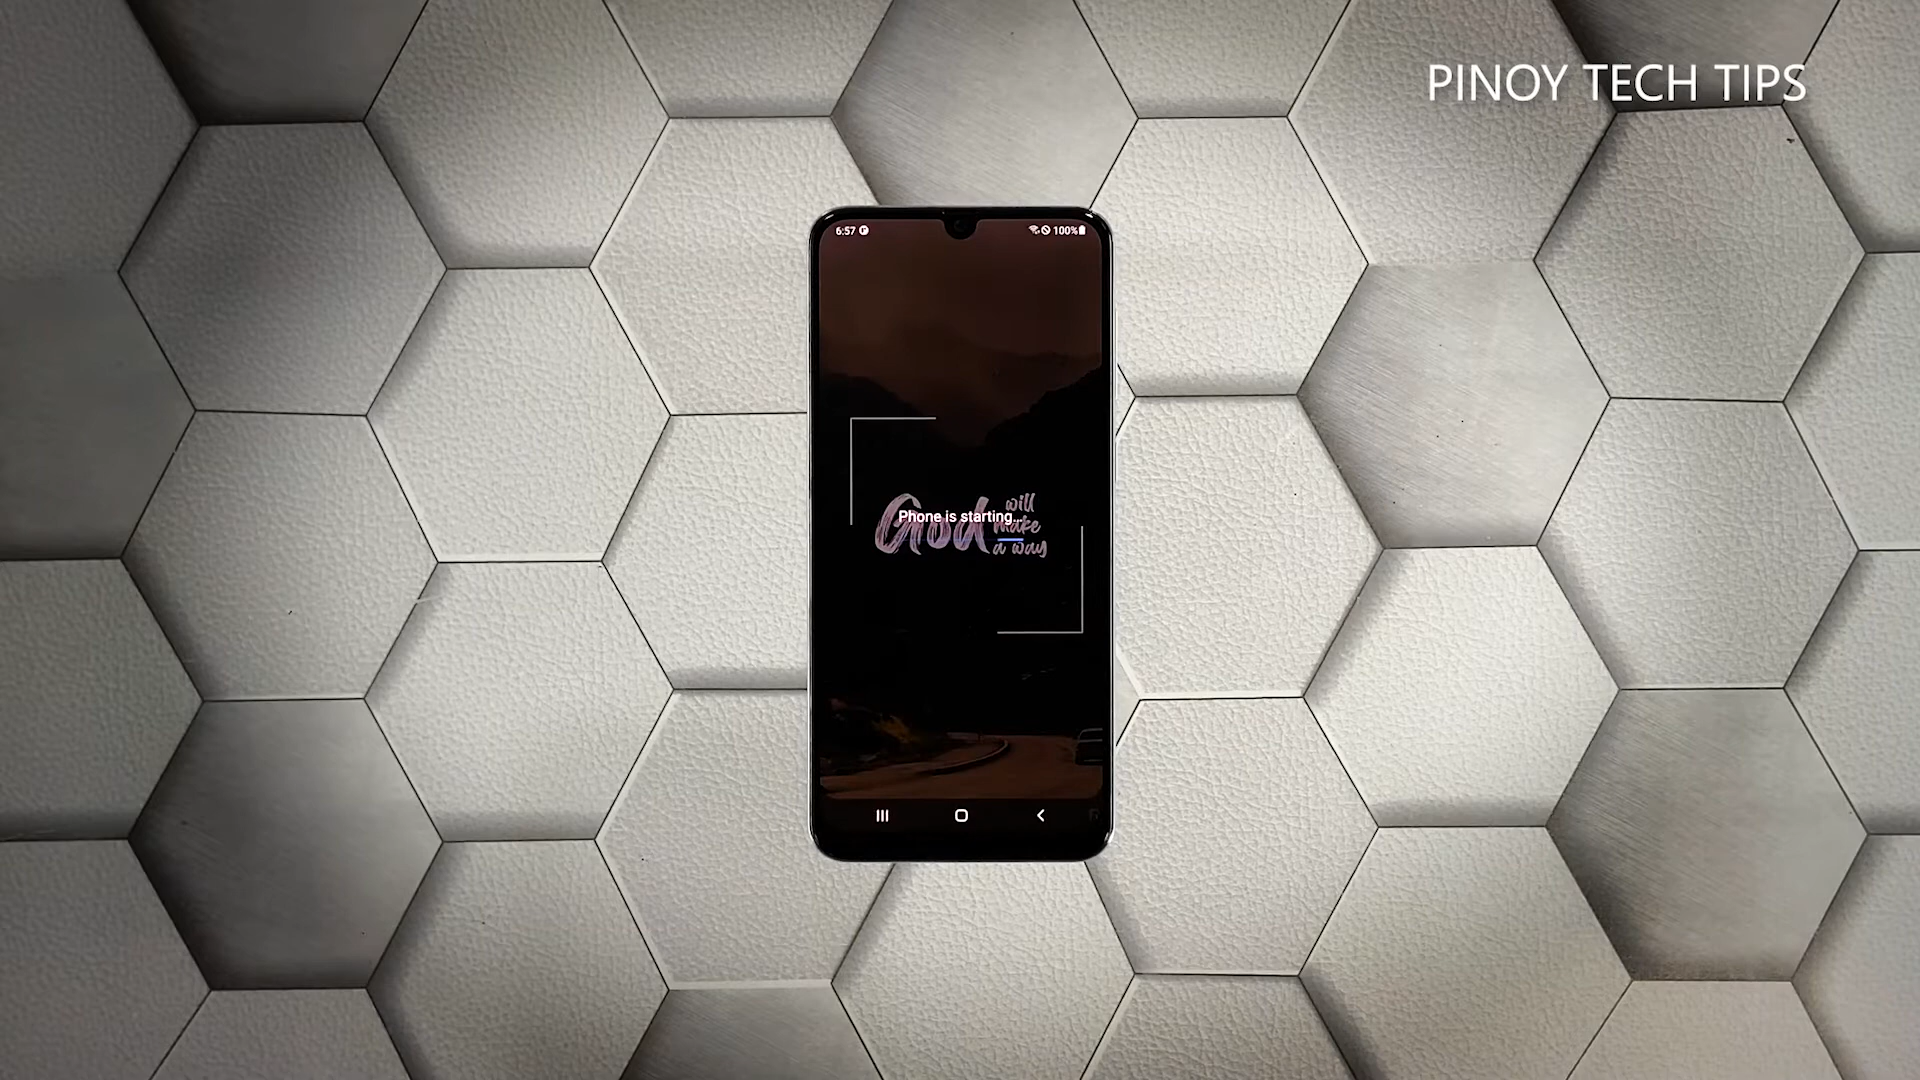 PINOY TECH TIPS
6:57
100%
God will
make
a way
Phone is starting...